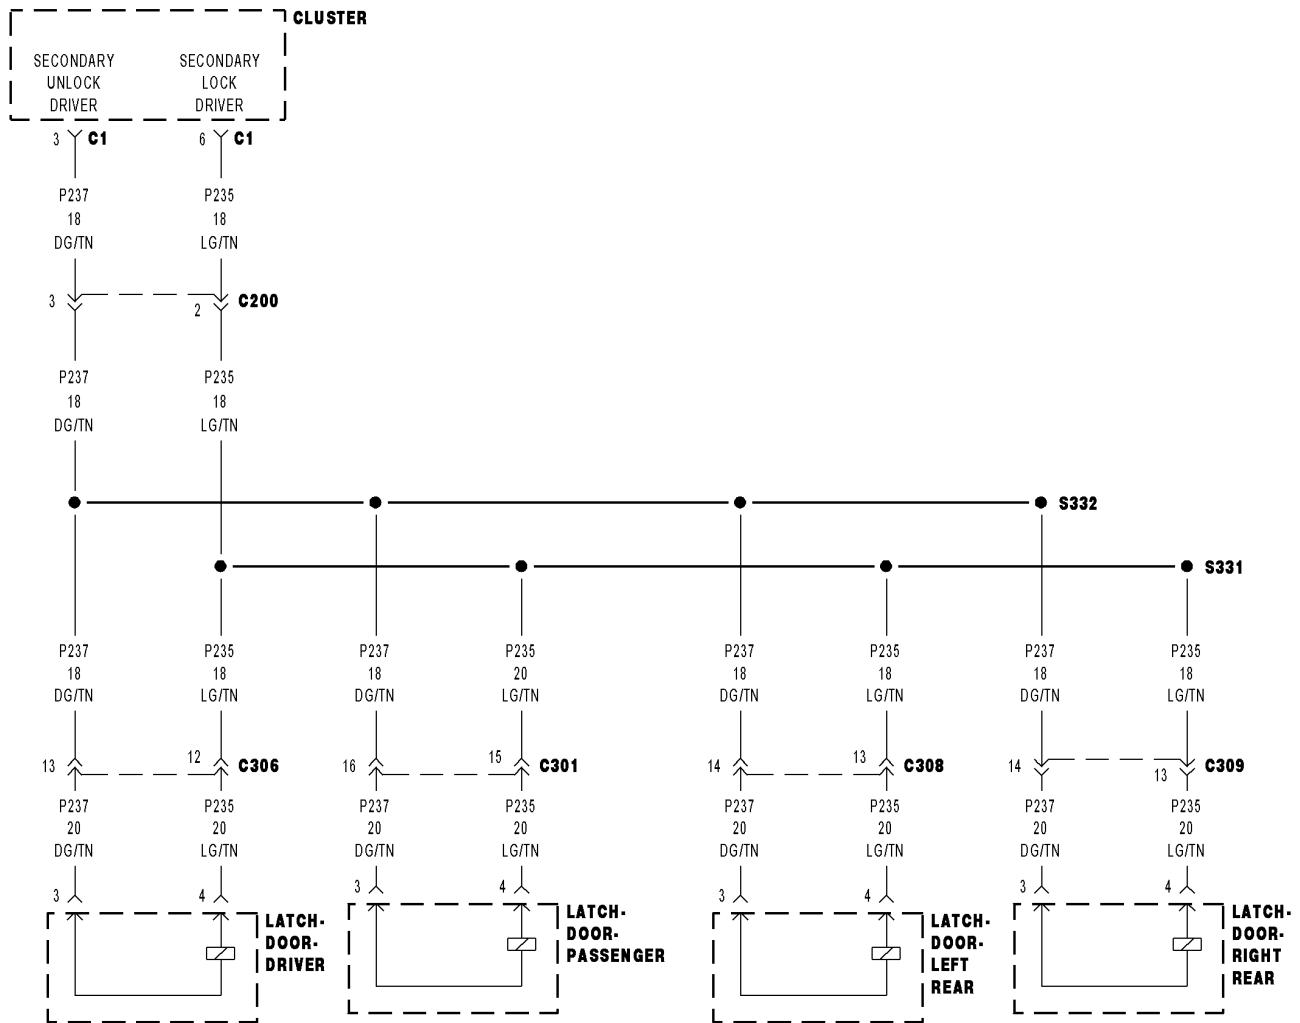 CLUSTER
SECONDARY UNLOCK DRIVER
SECONDARY LOCK DRIVER
3 C1
6 C1
P237
18
DG/TN
P235
18
LG/TN
3
2
C200
P237
18
DG/TN
P235
18
LG/TN
S332
S331
P237
18
DG/TN
P235
18
LG/TN
P237
18
DG/TN
P235
20
LG/TN
P237
18
DG/TN
P235
18
LG/TN
P237
18
DG/TN
P235
18
LG/TN
13
12
C306
16
15
C301
14
13
C308
14
13
C309
P237
20
DG/TN
P235
20
LG/TN
P237
20
DG/TN
P235
20
LG/TN
P237
20
DG/TN
P235
20
LG/TN
P237
20
DG/TN
P235
20
LG/TN
3
4
3
4
3
4
3
4
LATCH-
DOOR-
DRIVER
LATCH-
DOOR-
PASSENGER
LATCH-
DOOR-
LEFT
REAR
LATCH-
DOOR-
RIGHT
REAR